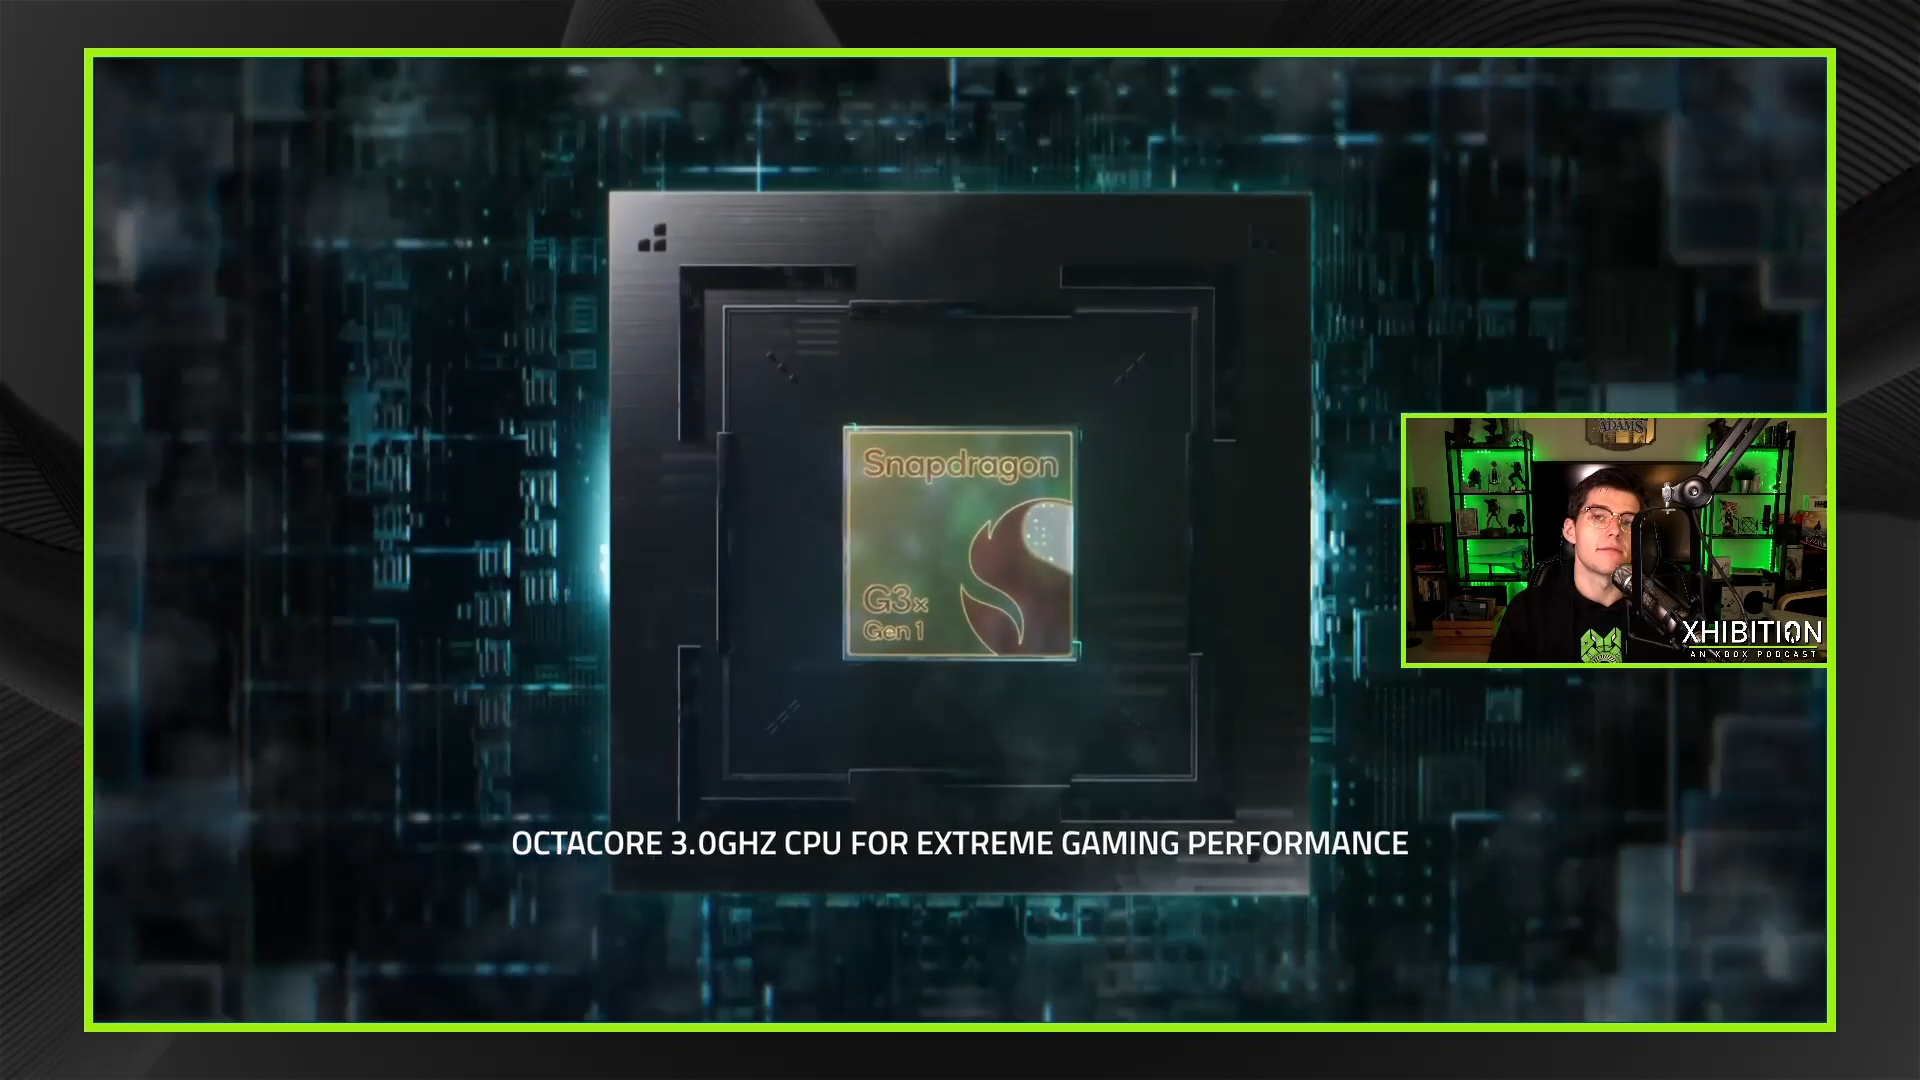 ADAMS
Snapdragon
G3x
Gen 1
XHIBITION
AN XBOX PODCAST
OCTACORE 3.0GHZ CPU FOR EXTREME GAMING PERFORMANCE